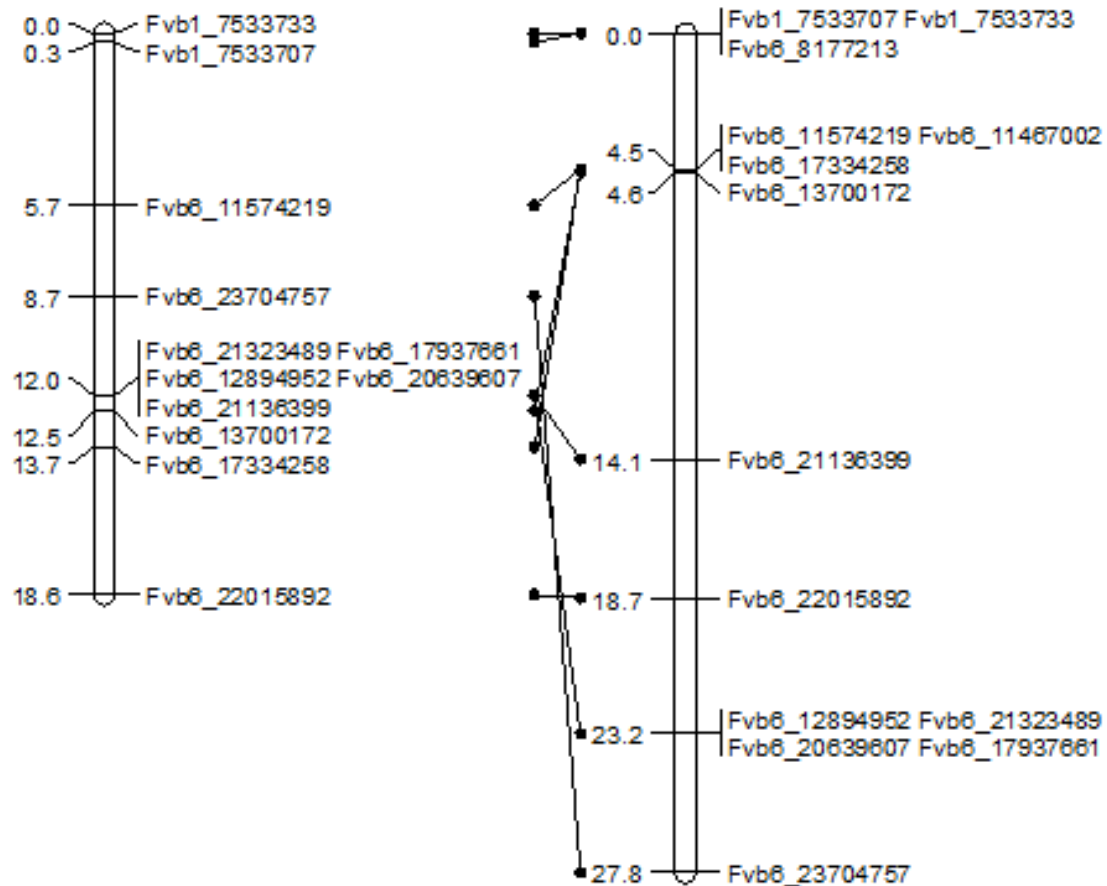 0.0 Fvb1_7533733
0.3 Fvb1_7533707
5.7 Fvb6_11574219
8.7 Fvb6_23704757
Fvb6_21323489 Fvb6_17937661
12.0 Fvb6_12894952 Fvb6_20639607
Fvb6_21136399
12.5 Fvb6_13700172
13.7 Fvb6_17334258
18.6 Fvb6_22015892
0.0 Fvb1_7533707 Fvb1_7533733
Fvb6_8177213
4.5 Fvb6_11574219 Fvb6_11467002
Fvb6_17334258
4.6 Fvb6_13700172
14.1 Fvb6_21136399
18.7 Fvb6_22015892
23.2 Fvb6_12894952 Fvb6_21323489
Fvb6_20639607 Fvb6_17937661
27.8 Fvb6_23704757